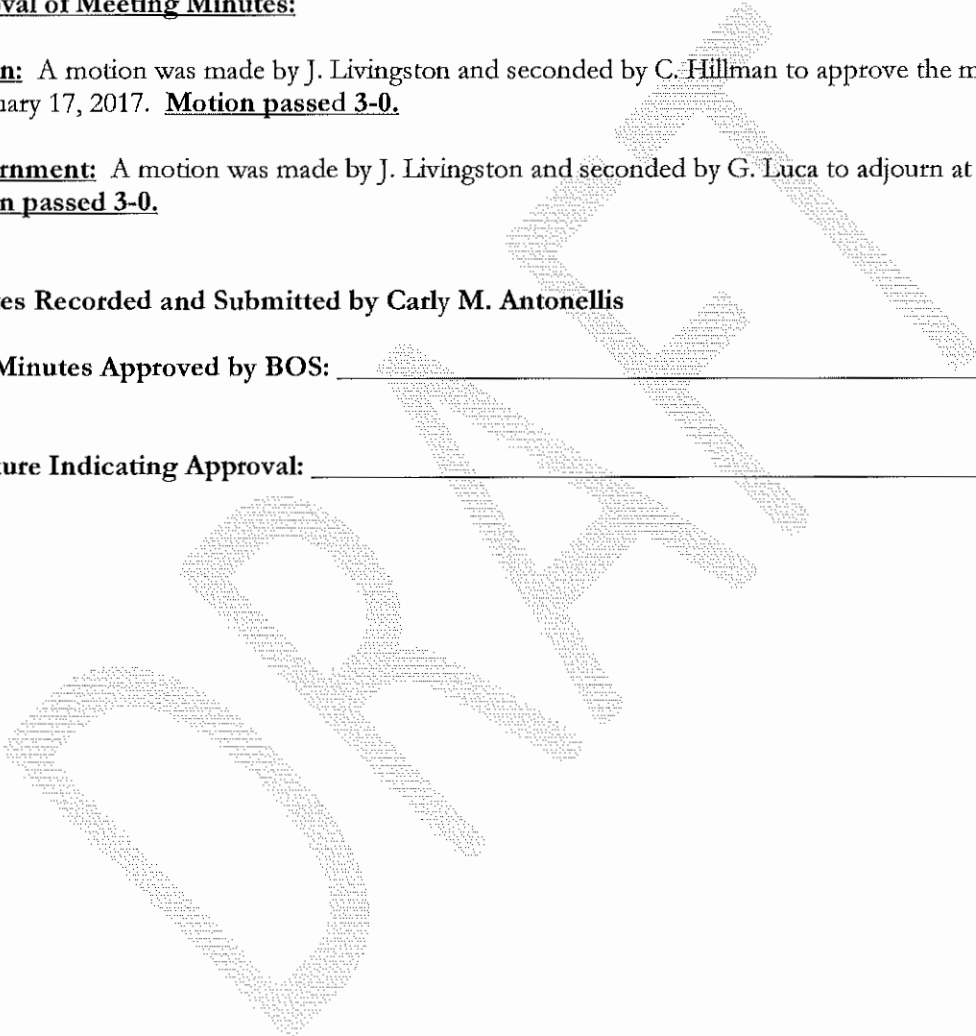 val of Meeting Minutes:
n: A motion was made by J. Livingston and seconded by C. Hillman to approve the m
uary 17, 2017. Motion passed 3-0.
rnment: A motion was made by J. Livingston and seconded by G. Luca to adjourn at
n passed 3-0.
es Recorded and Submitted by Carly M. Antonellis
Minutes Approved by BOS:
ture Indicating Approval:
DRAFT